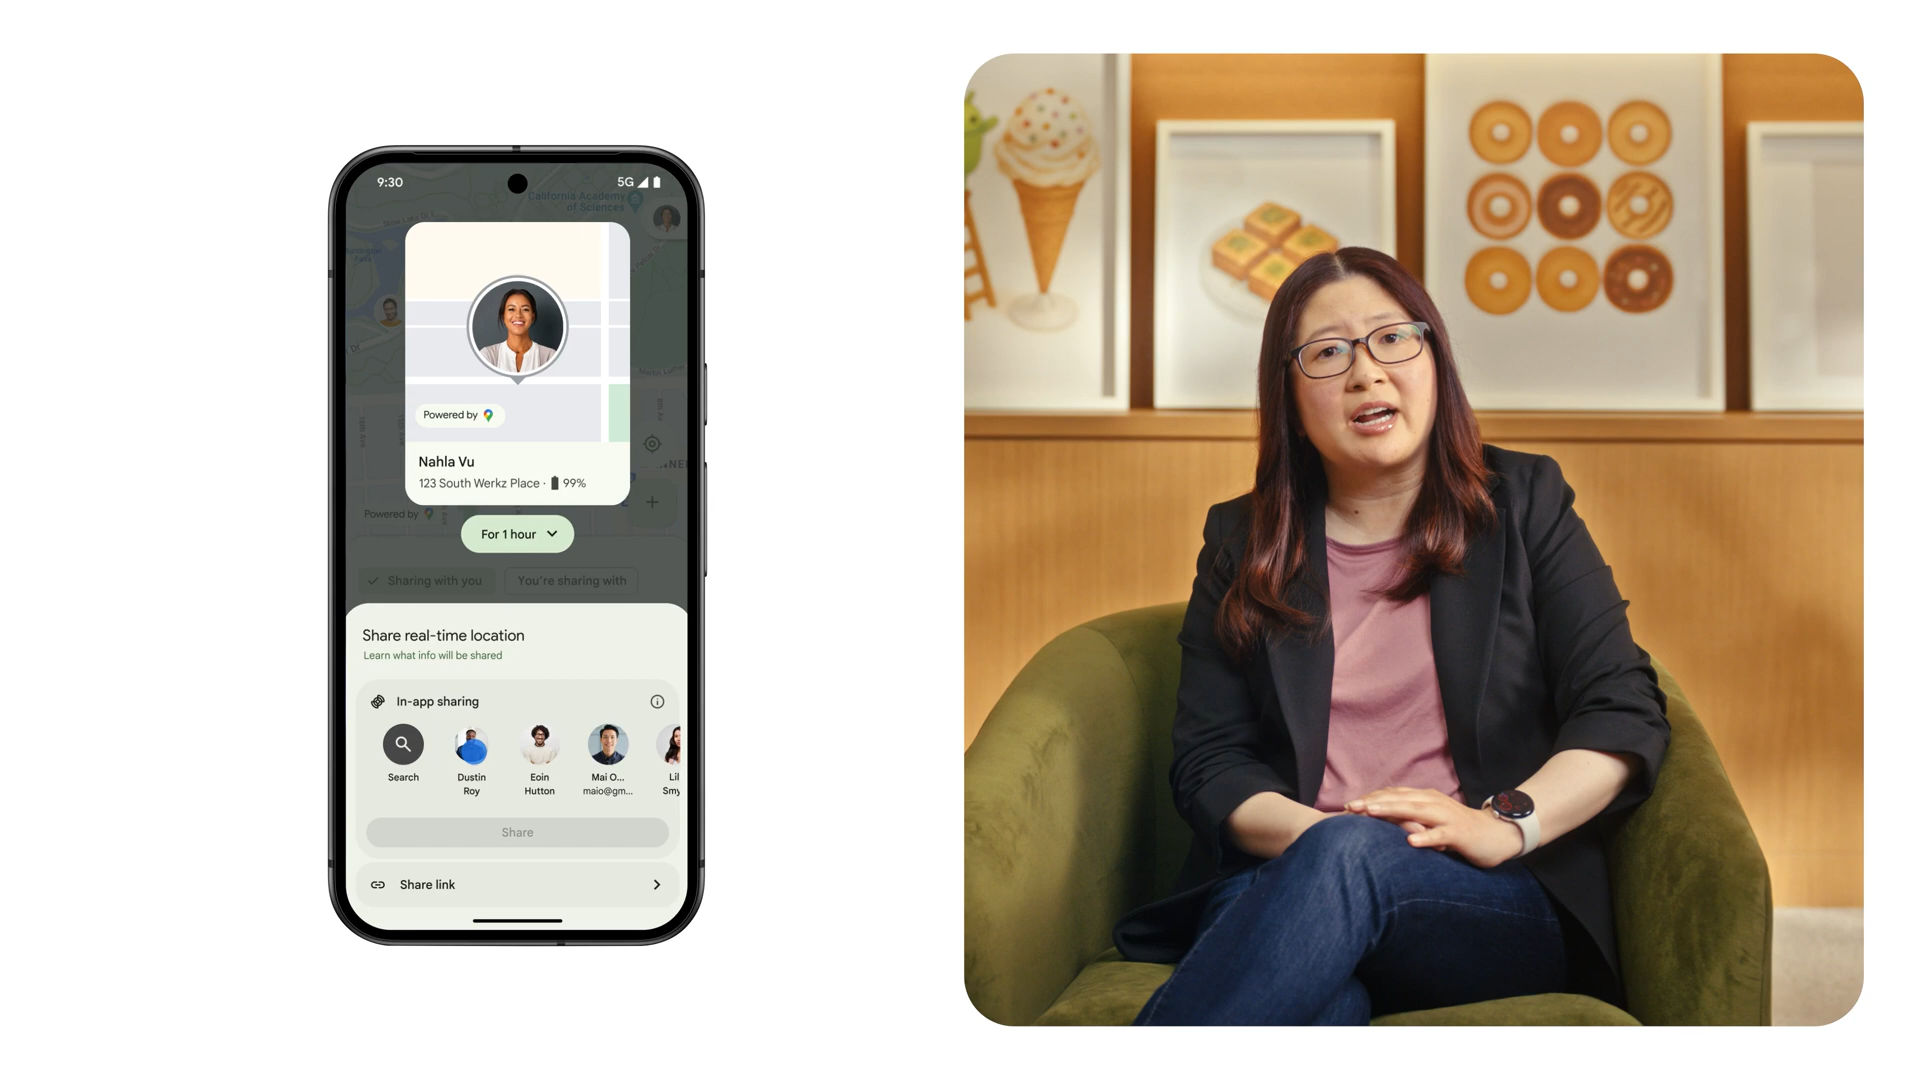 9:30
5G
California Academy
of Sciences
Powered by
Nahla Vu
123 South Werkz Place · 99%
Powered by
For 1 hour
Sharing with you
You're sharing with
Share real-time location
Learn what info will be shared
In-app sharing
Search
Dustin
Roy
Eoin
Hutton
Mai O...
maio@gm...
Lil
Smy
Share
Share link